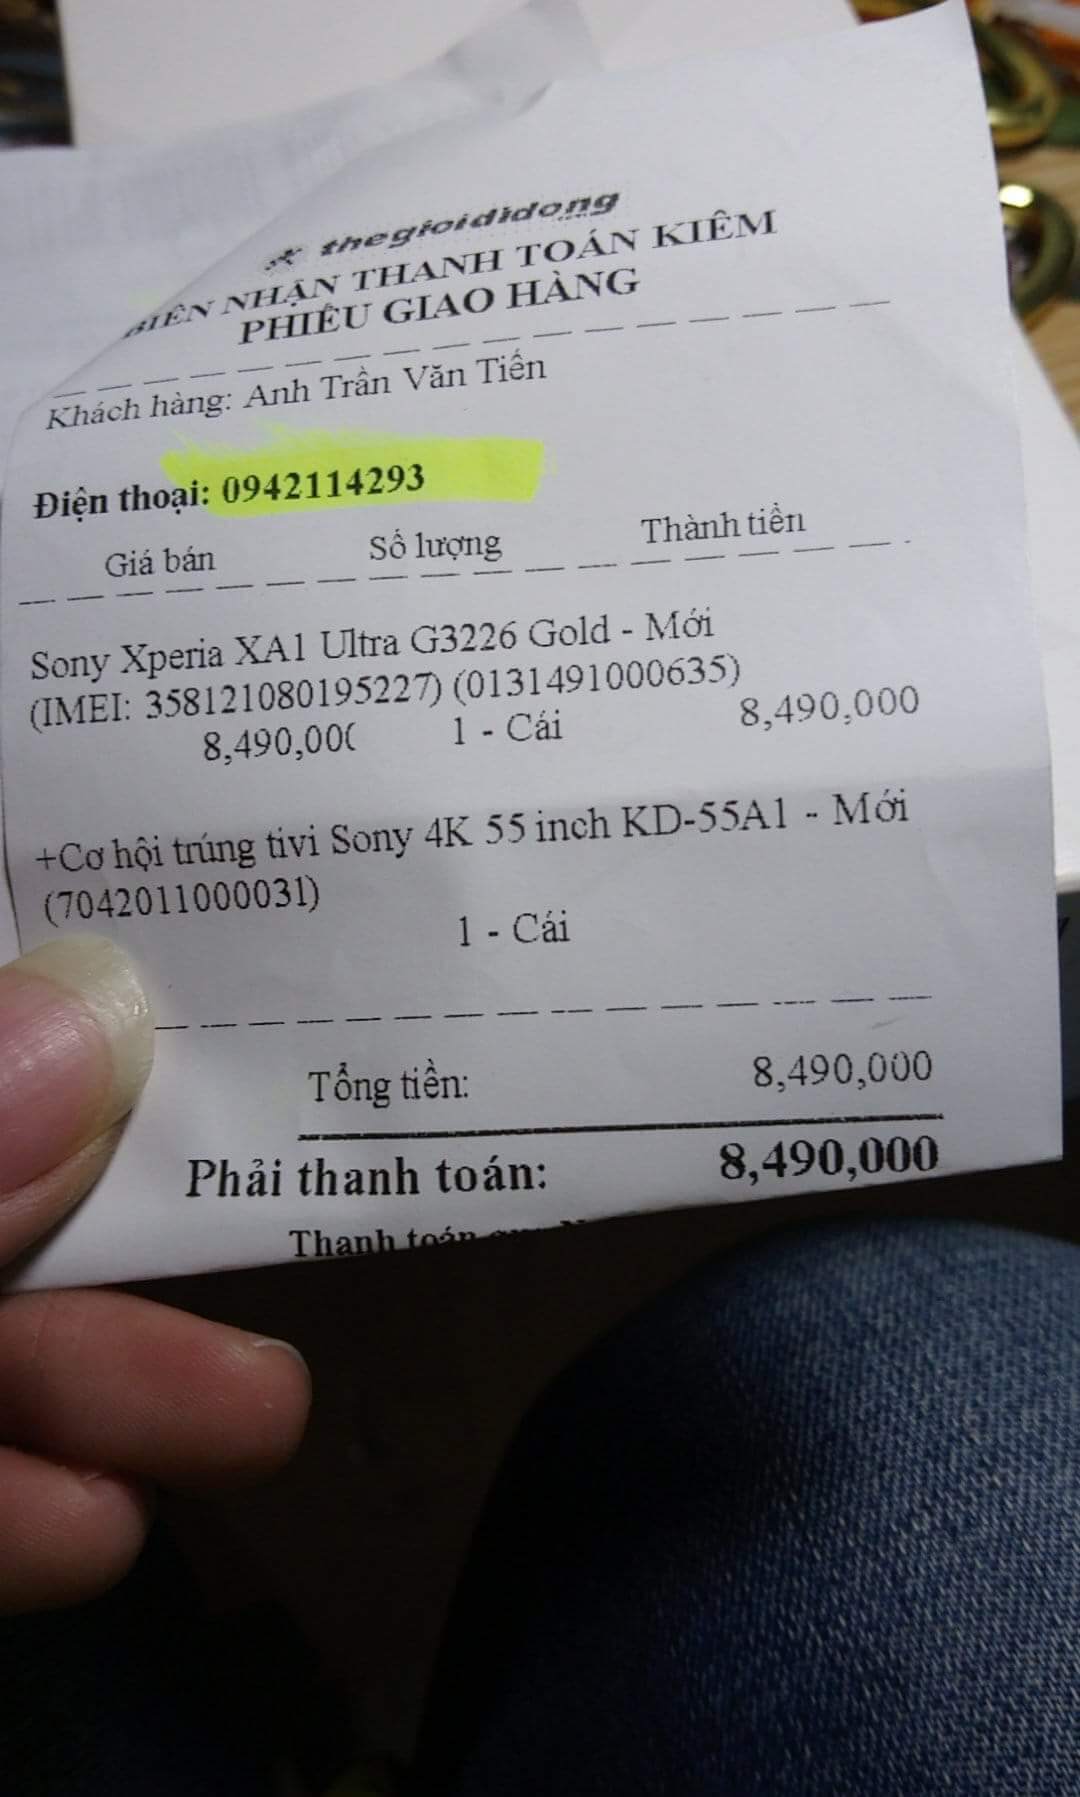 thegioididong
BIÊN NHẬN THANH TOÁN KIÊM
PHIẾU GIAO HÀNG
Khách hàng: Anh Trần Văn Tiến
Điện thoại: 0942114293
Giá bán Số lượng Thành tiền
Sony Xperia XA1 Ultra G3226 Gold - Mới
(IMEI: 358121080195227) (0131491000635)
8,490,000 1 - Cái 8,490,000
+Cơ hội trúng tivi Sony 4K 55 inch KD-55A1 - Mới
(7042011000031)
1 - Cái
Tổng tiền: 8,490,000
Phải thanh toán: 8,490,000
Thanh toán